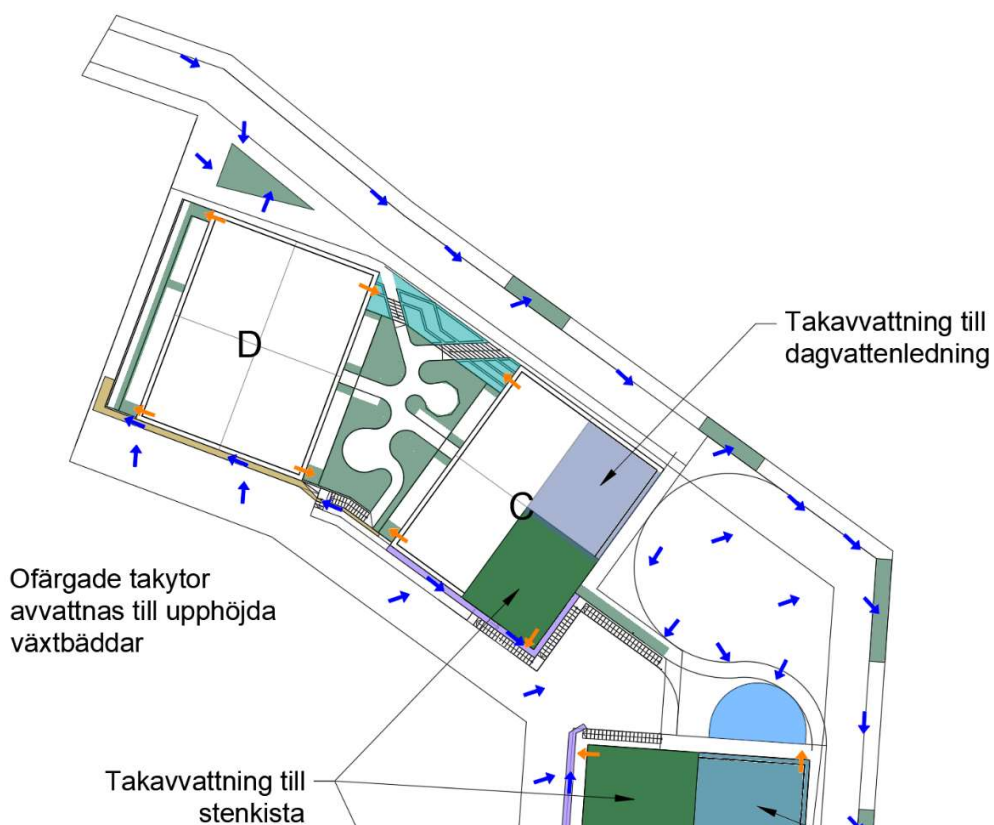 D
Takavvattning till
dagvattenledning
C
Ofärgade takytor
avvattnas till upphöjda
växtbäddar
Takavvattning till
stenkista